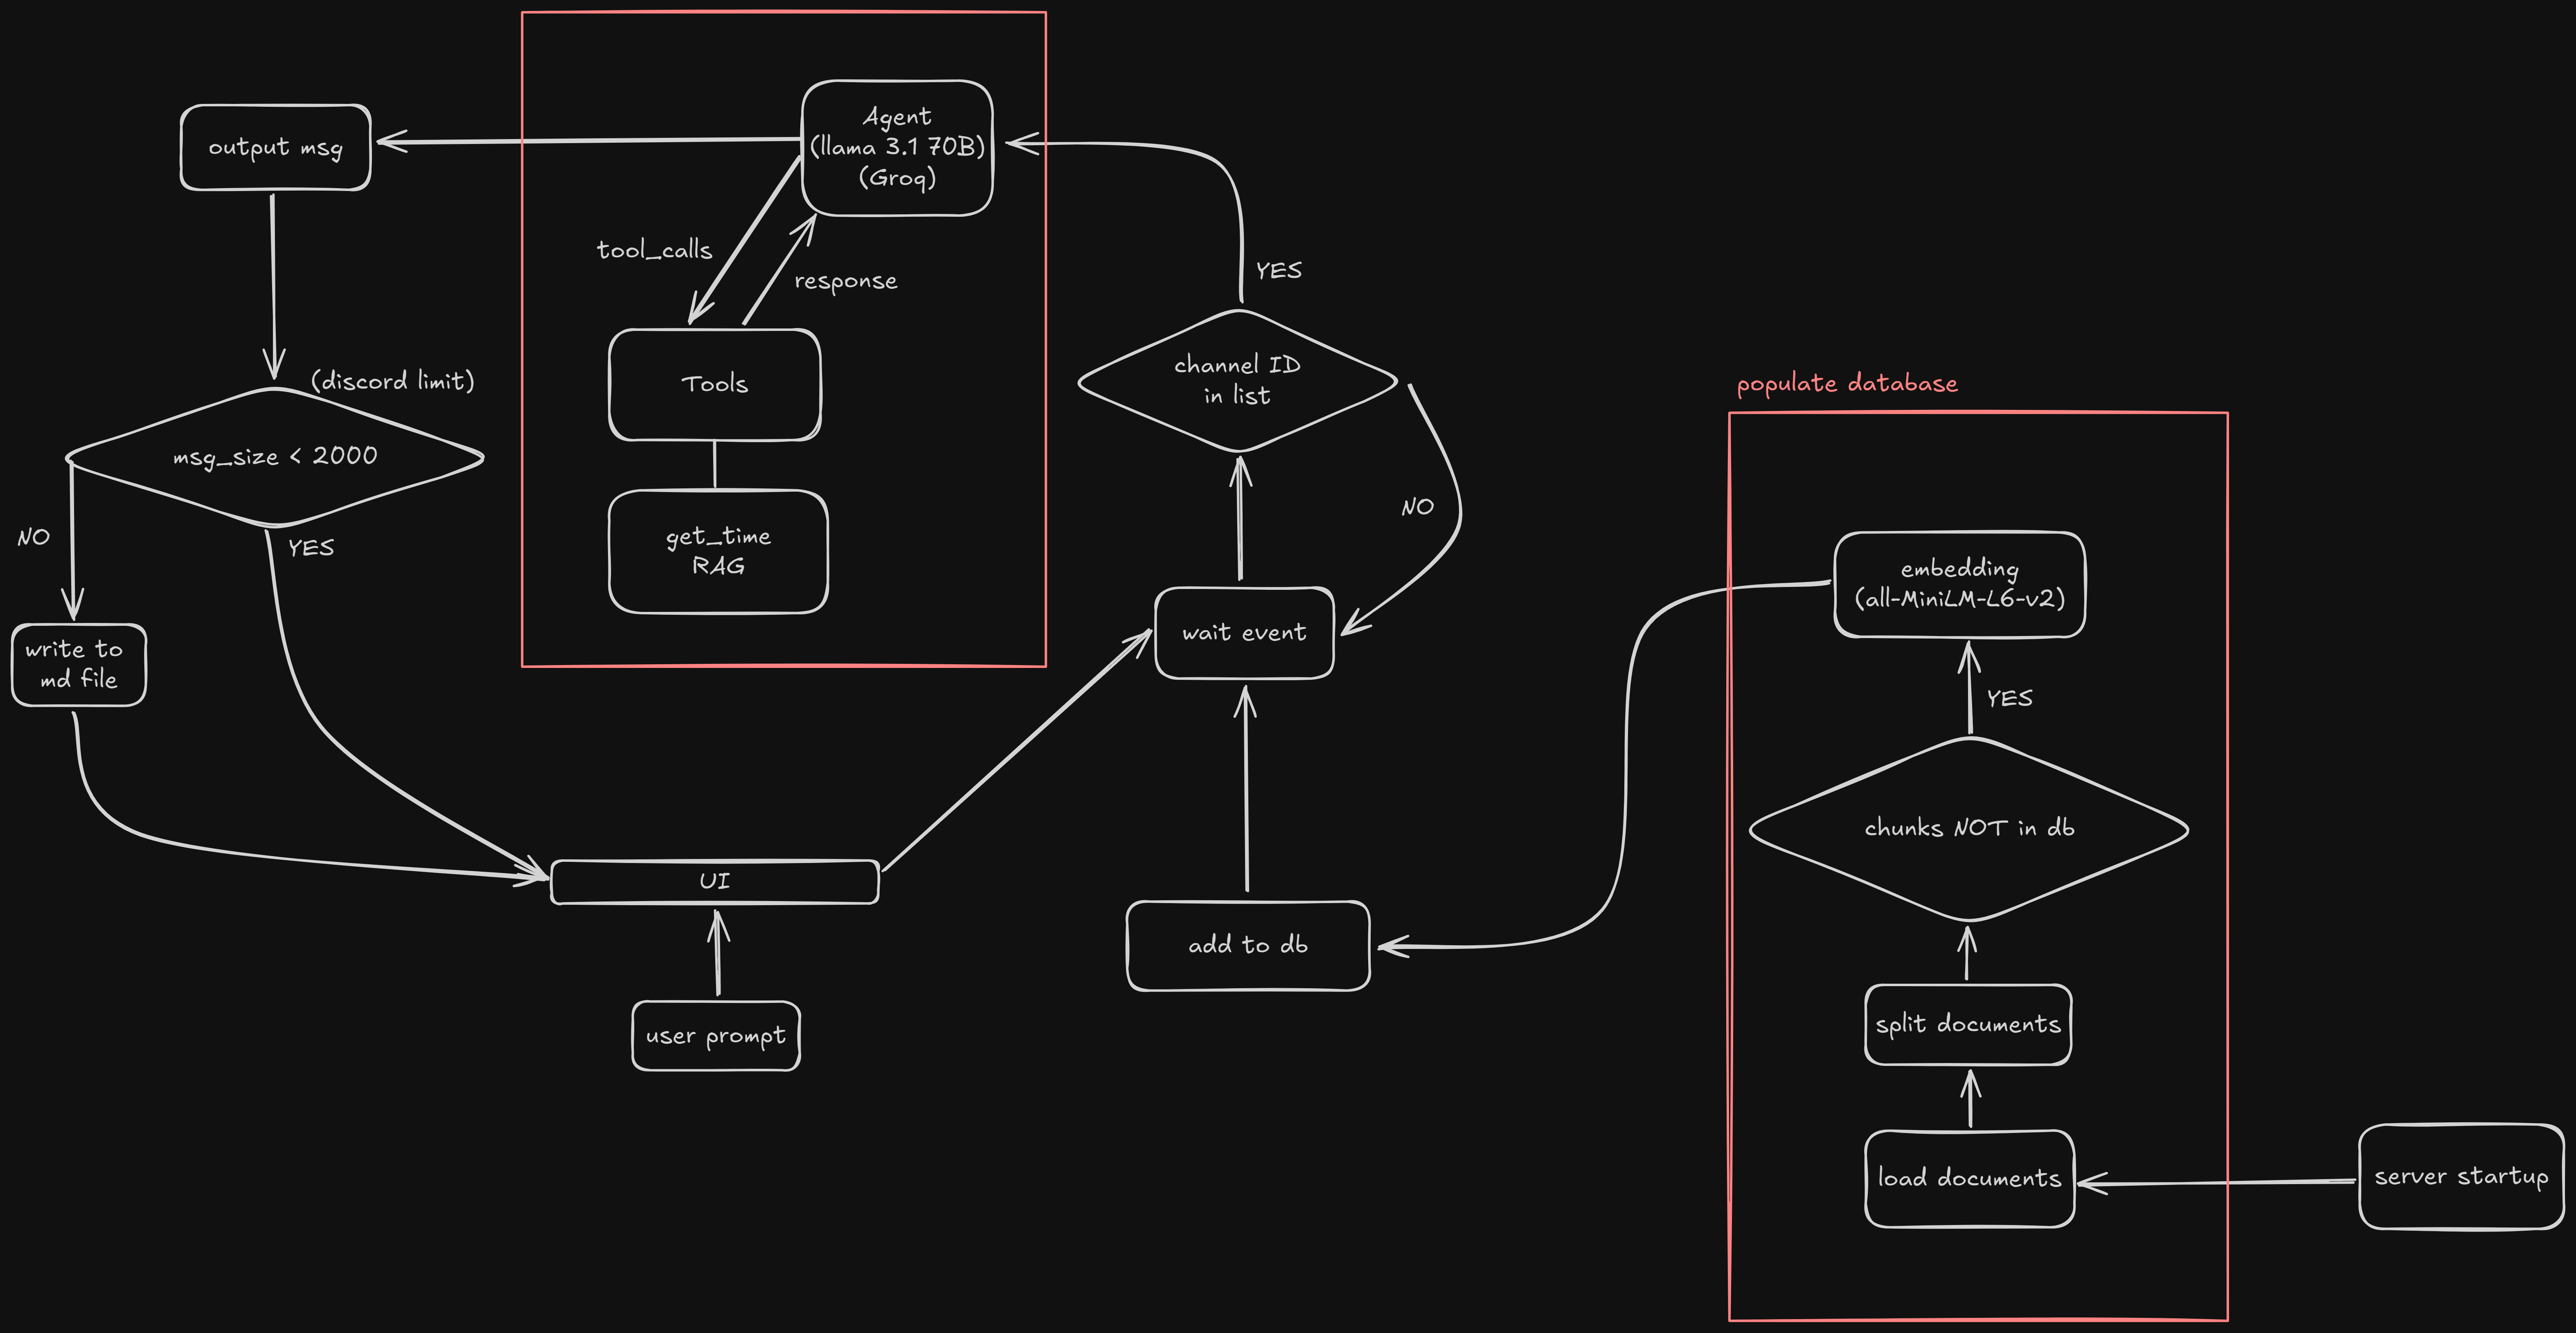 Agent
(llama 3.1 70B)
(Groq)
output msg
tool_calls
response
YES
channel ID
in list
(discord limit)
Tools
populate database
msg_size < 2000
NO
NO
YES
get_time
RAG
embedding
(all-MiniLM-L6-v2)
wait event
write to
md file
YES
chunks NOT in db
UI
add to db
split documents
user prompt
load documents
server startup